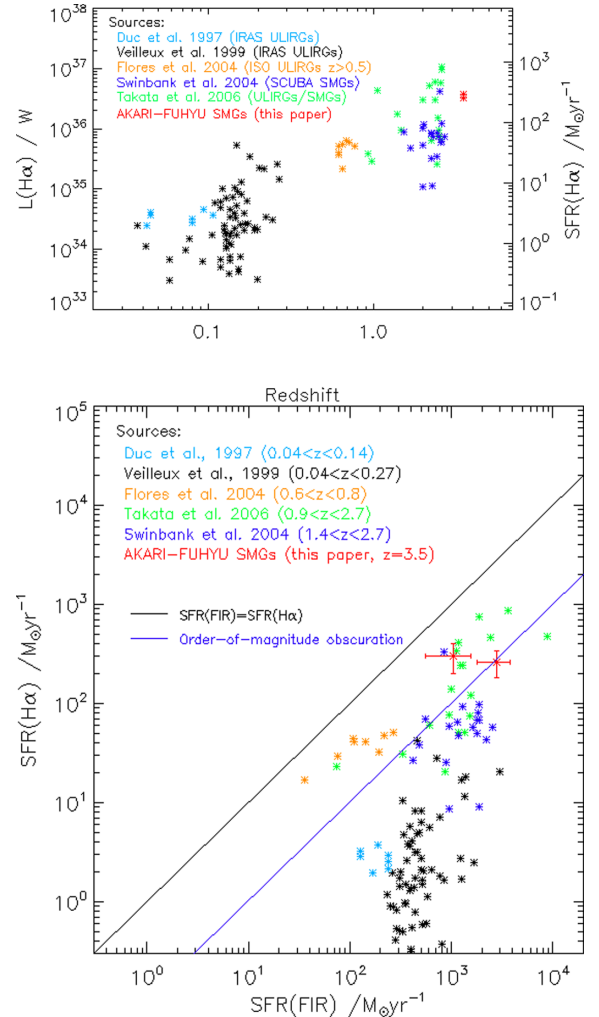 10^38
10^37
10^36
10^35
10^34
10^33
L(Hα) / W
Sources:
Duc et al. 1997 (IRAS ULIRGs)
Veilleux et al. 1999 (IRAS ULIRGs)
Flores et al. 2004 (ISO ULIRGs z>0.5)
Swinbank et al. 2004 (SCUBA SMGs)
Takata et al. 2006 (ULIRGs/SMGs)
AKARI-FUHYU SMGs (this paper)
10^3
10^2
10^1
10^0
10^-1
SFR(Hα) /M⊙yr^-1
0.1 1.0
Redshift
10^5
10^4
10^3
10^2
10^1
10^0
SFR(Hα) /M⊙yr^-1
Sources:
Duc et al., 1997 (0.04<z<0.14)
Veilleux et al., 1999 (0.04<z<0.27)
Flores et al. 2004 (0.6<z<0.8)
Takata et al. 2006 (0.9<z<2.7)
Swinbank et al. 2004 (1.4<z<2.7)
AKARI-FUHYU SMGs (this paper, z=3.5)
SFR(FIR)=SFR(Hα)
Order-of-magnitude obscuration
10^0 10^1 10^2 10^3 10^4
SFR(FIR) /M⊙yr^-1